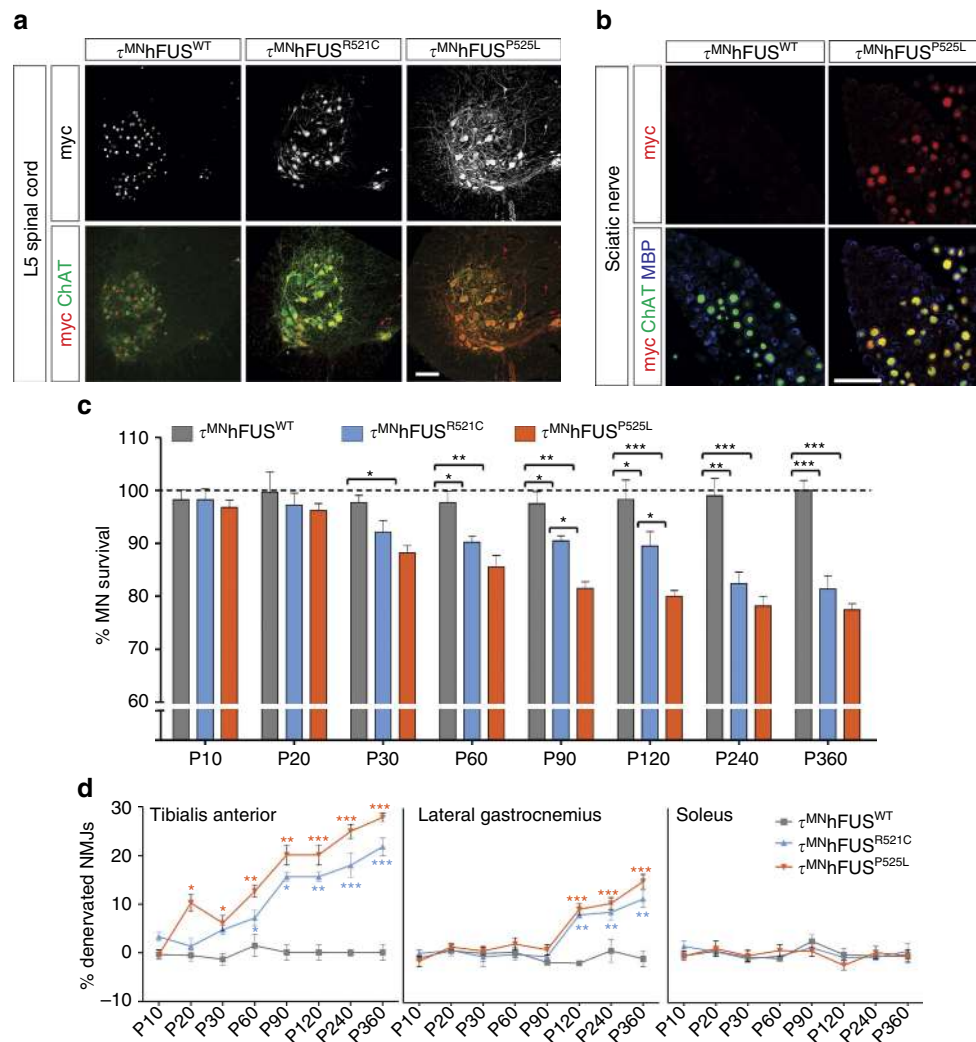 a
τMNhFUSWT
τMNhFUSR521C
τMNhFUSP525L
L5 spinal cord
myc
myc ChAT
b
τMNhFUSWT
τMNhFUSP525L
Sciatic nerve
myc
myc ChAT MBP
c
τMNhFUSWT
τMNhFUSR521C
τMNhFUSP525L
% MN survival
110
100
90
80
70
60
*
** *
** * *
*** * *
*** **
*** ***
P10 P20 P30 P60 P90 P120 P240 P360
d
% denervated NMJs
30
20
10
0
–10
Tibialis anterior
* * ** ** *** *** ***
* * ** *** ***
P10 P20 P30 P60 P90 P120 P240 P360
Lateral gastrocnemius
*** *** ***
** ** **
P10 P20 P30 P60 P90 P120 P240 P360
Soleus
τMNhFUSWT
τMNhFUSR521C
τMNhFUSP525L
P10 P20 P30 P60 P90 P120 P240 P360